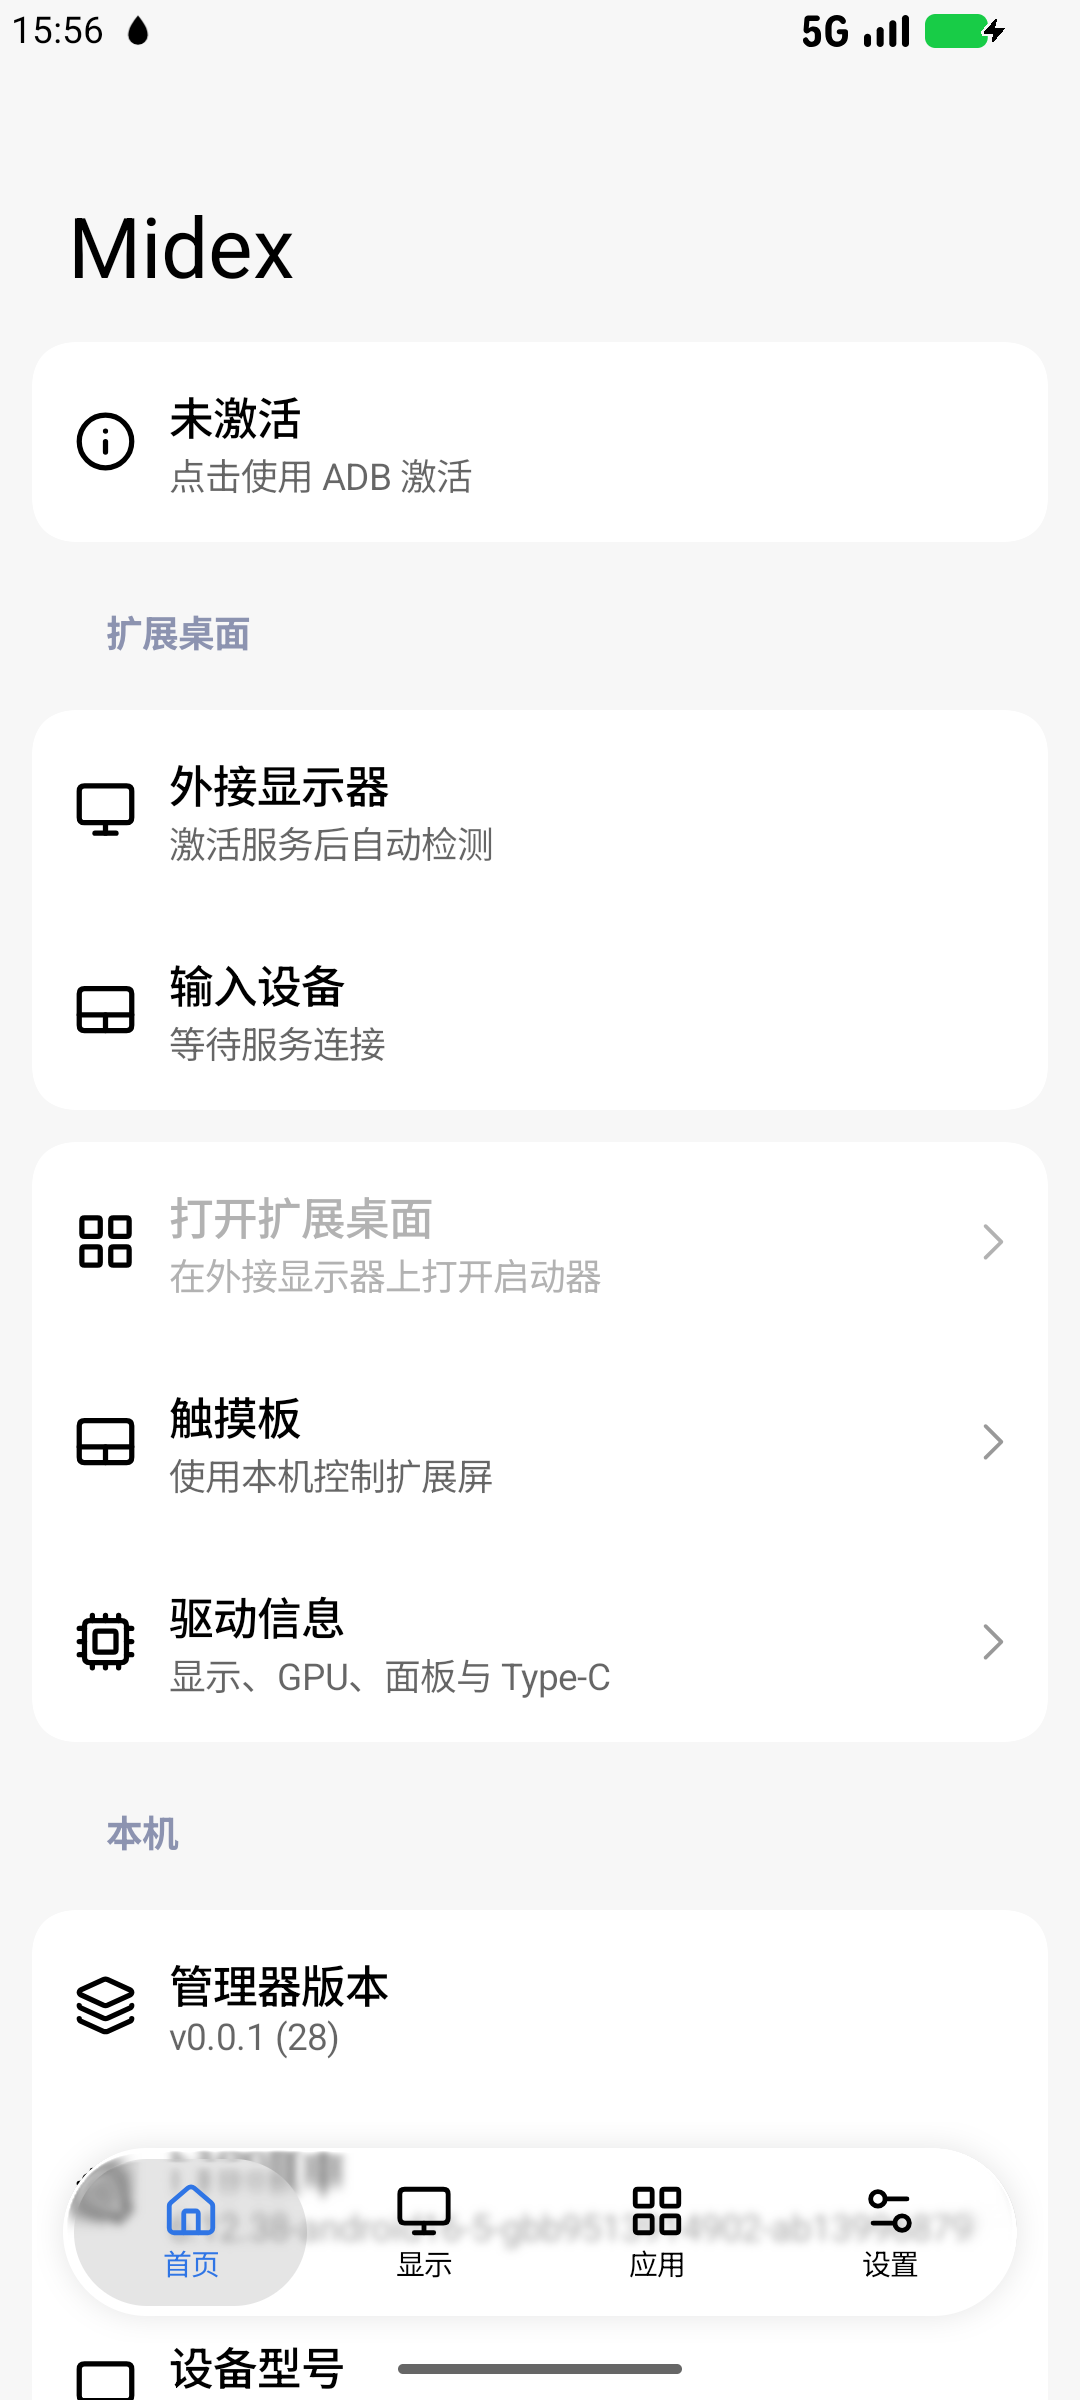 15:56
5G
Midex
未激活
点击使用 ADB 激活
扩展桌面
外接显示器
激活服务后自动检测
输入设备
等待服务连接
打开扩展桌面
在外接显示器上打开启动器
触摸板
使用本机控制扩展屏
驱动信息
显示、GPU、面板与 Type-C
本机
管理器版本
v0.0.1 (28)
首页
显示
应用
设置
设备型号